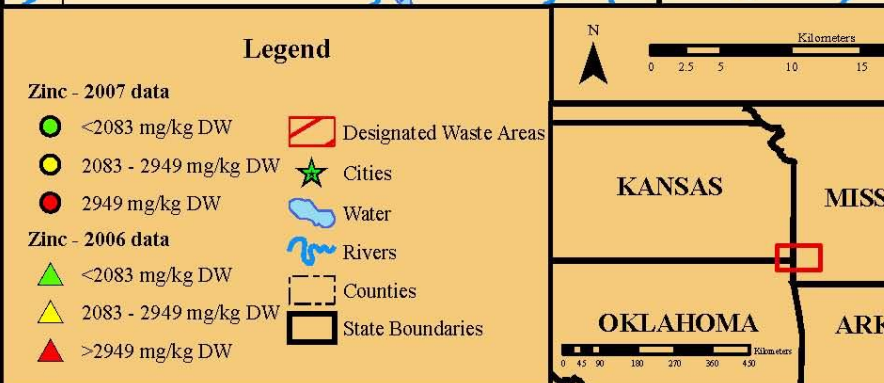 Legend
Zinc - 2007 data
<2083 mg/kg DW
2083 - 2949 mg/kg DW
2949 mg/kg DW
Zinc - 2006 data
<2083 mg/kg DW
2083 - 2949 mg/kg DW
>2949 mg/kg DW
Designated Waste Areas
Cities
Water
Rivers
Counties
State Boundaries
N
Kilometers
0 2.5 5 10 15
KANSAS
MISS
OKLAHOMA
ARK
Kilometers
0 45 90 180 270 360 450